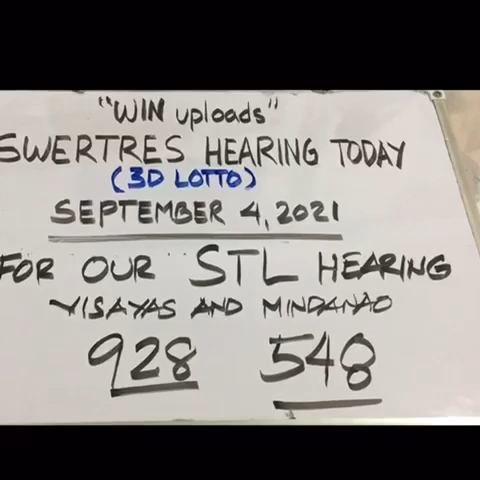 "WIN uploads"
SWERTRES HEARING TODAY
(3D LOTTO)
SEPTEMBER 4, 2021
FOR OUR STL HEARING
VISAYAS AND MINDANAO
928 548